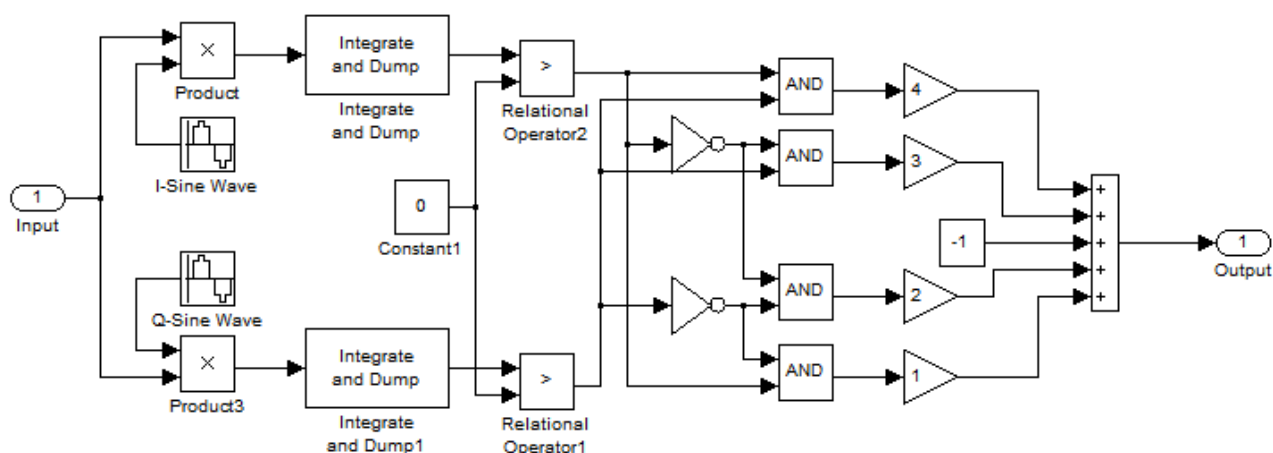 Integrate
and Dump
×
>
AND
4
Product
Integrate
and Dump
Relational
Operator2
AND
3
I-Sine Wave
1
Input
0
Constant1
-1
+
+
+
+
+
1
Output
Q-Sine Wave
AND
2
Integrate
and Dump
×
>
AND
1
Product3
Integrate
and Dump1
Relational
Operator1